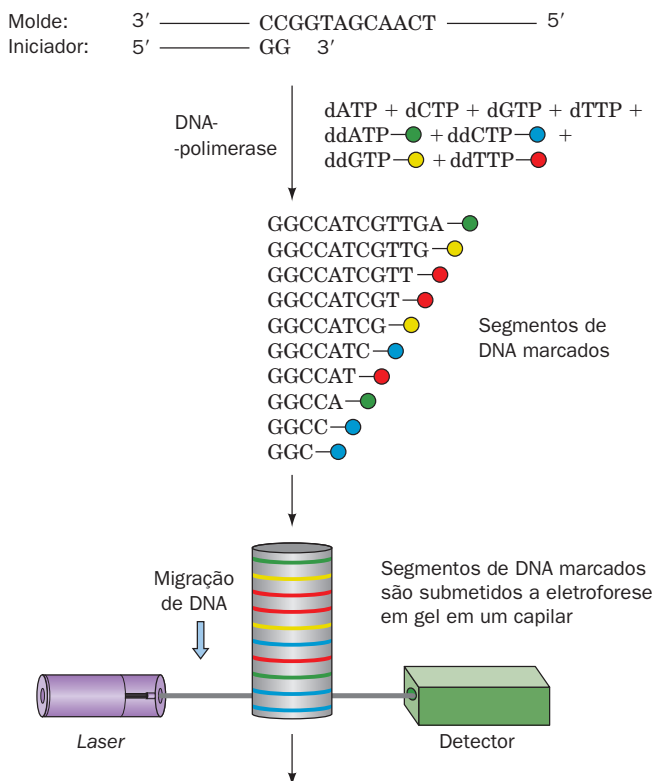 Molde: 3′ CCGGTAGCAACT 5′
Iniciador: 5′ GG 3′
DNA-
-polimerase
dATP + dCTP + dGTP + dTTP +
ddATP + ddCTP +
ddGTP + ddTTP
GGCCATCGTTGA
GGCCATCGTTG
GGCCATCGTT
GGCCATCGT
GGCCATCG
GGCCATC
GGCCAT
GGCCA
GGCC
GGC
Segmentos de
DNA marcados
Migração
de DNA
Segmentos de DNA marcados
são submetidos a eletroforese
em gel em um capilar
Laser
Detector